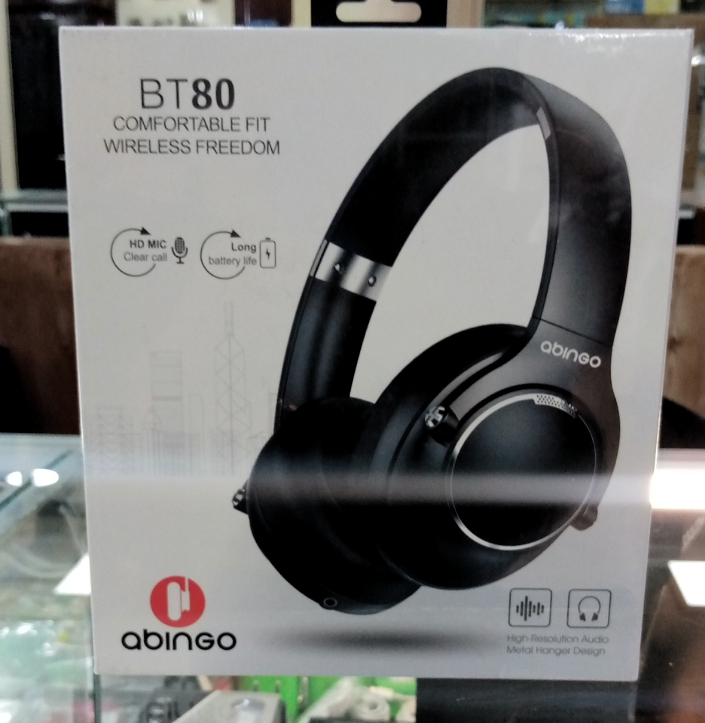 BT80
COMFORTABLE FIT
WIRELESS FREEDOM
HD MIC
Clear call
Long
battery life
abingo
abingo
High-Resolution Audio
Metal Hanger Design